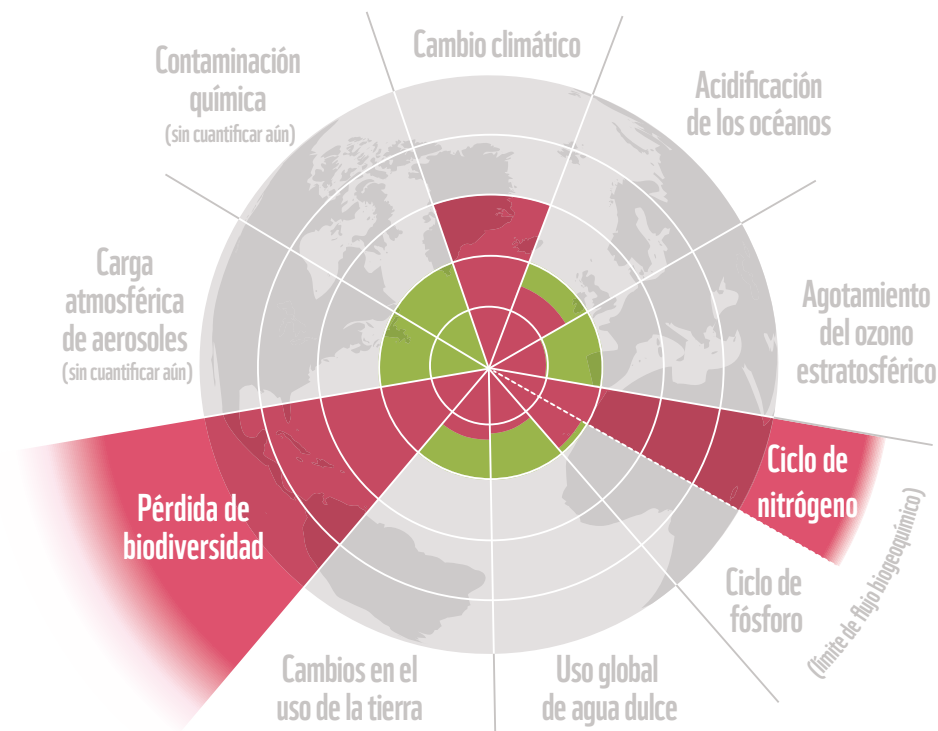 Cambio climático
Acidificación
de los océanos
Agotamiento
del ozono
estratosférico
Ciclo de
nitrógeno
(límite de flujo biogeoquímico)
Ciclo de
fósforo
Uso global
de agua dulce
Cambios en el
uso de la tierra
Pérdida de
biodiversidad
Carga
atmosférica
de aerosoles
(sin cuantificar aún)
Contaminación
química
(sin cuantificar aún)